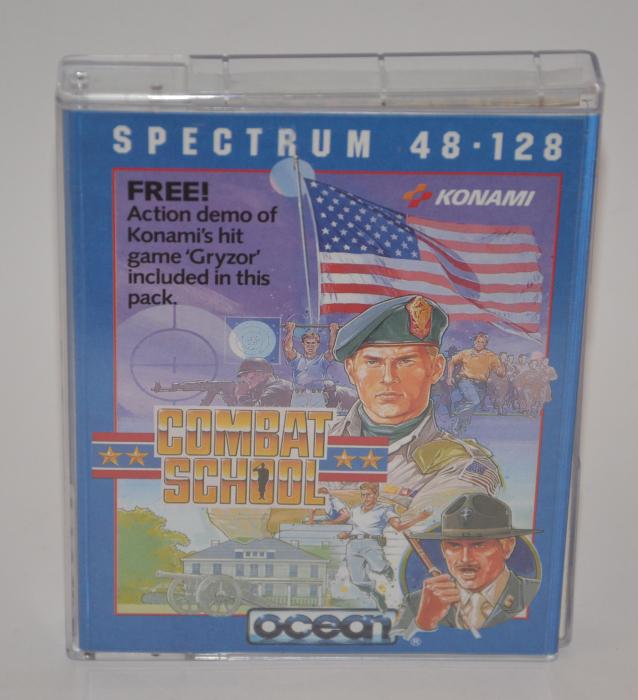 SPECTRUM 48·128
FREE!
Action demo of
Konami's hit
game 'Gryzor'
included in this
pack.
KONAMI
COMBAT
SCHOOL
ocean
®